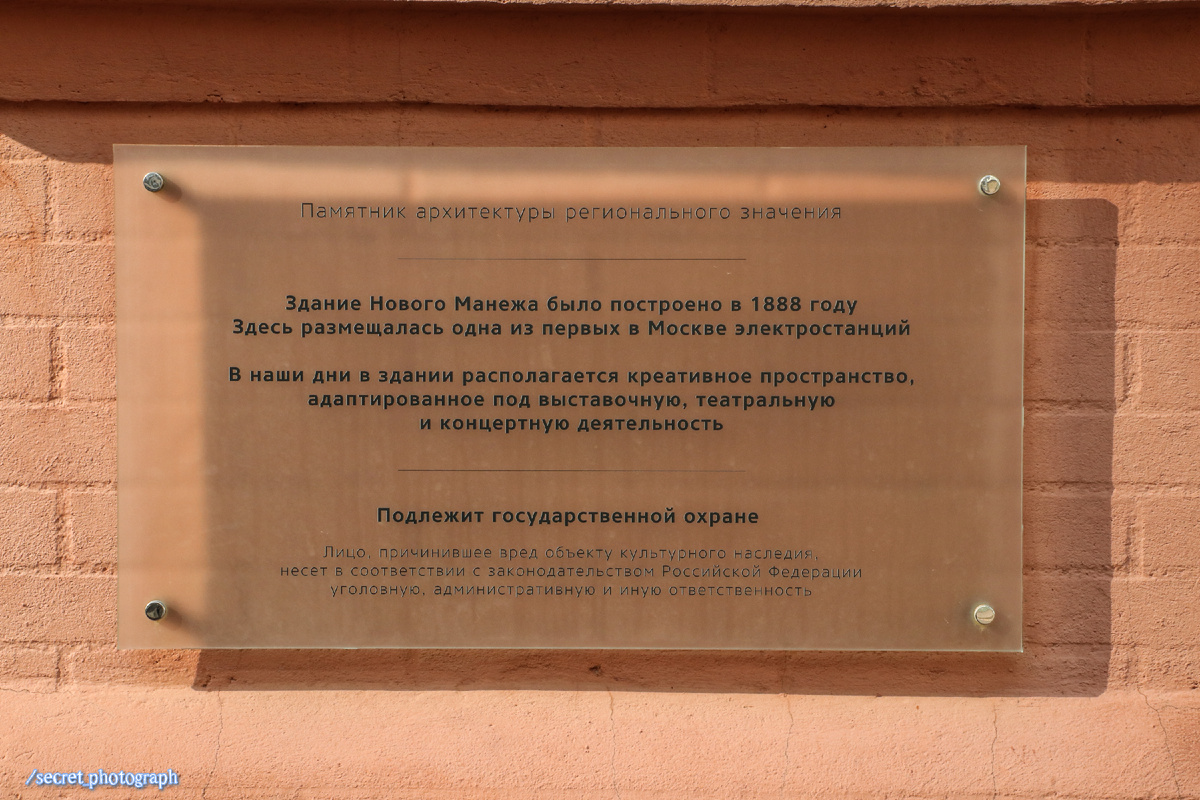 Памятник архитектуры регионального значения
Здание Нового Манежа было построено в 1888 году
Здесь размещалась одна из первых в Москве электростанций
В наши дни в здании располагается креативное пространство,
адаптированное под выставочную, театральную
и концертную деятельность
Подлежит государственной охране
Лицо, причинившее вред объекту культурного наследия,
несет в соответствии с законодательством Российской Федерации
уголовную, административную и иную ответственность
/secret_photograph